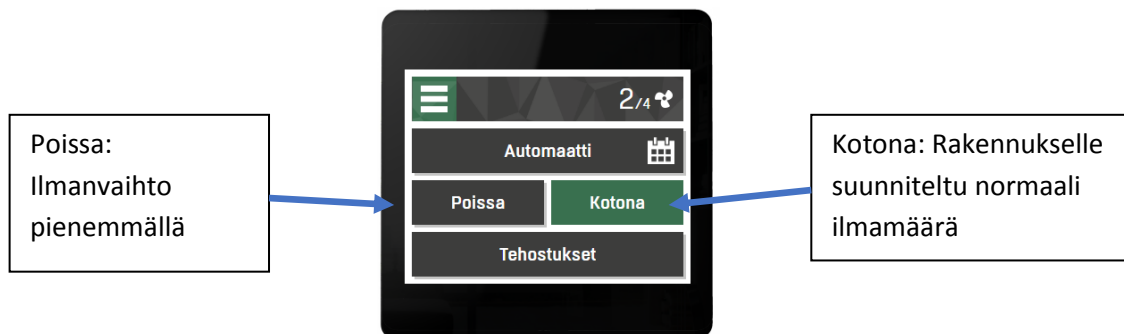 Poissa:
Ilmanvaihto
pienemmällä
2/4
Automaatti
Poissa
Kotona
Tehostukset
Kotona: Rakennukselle
suunniteltu normaali
ilmamäärä